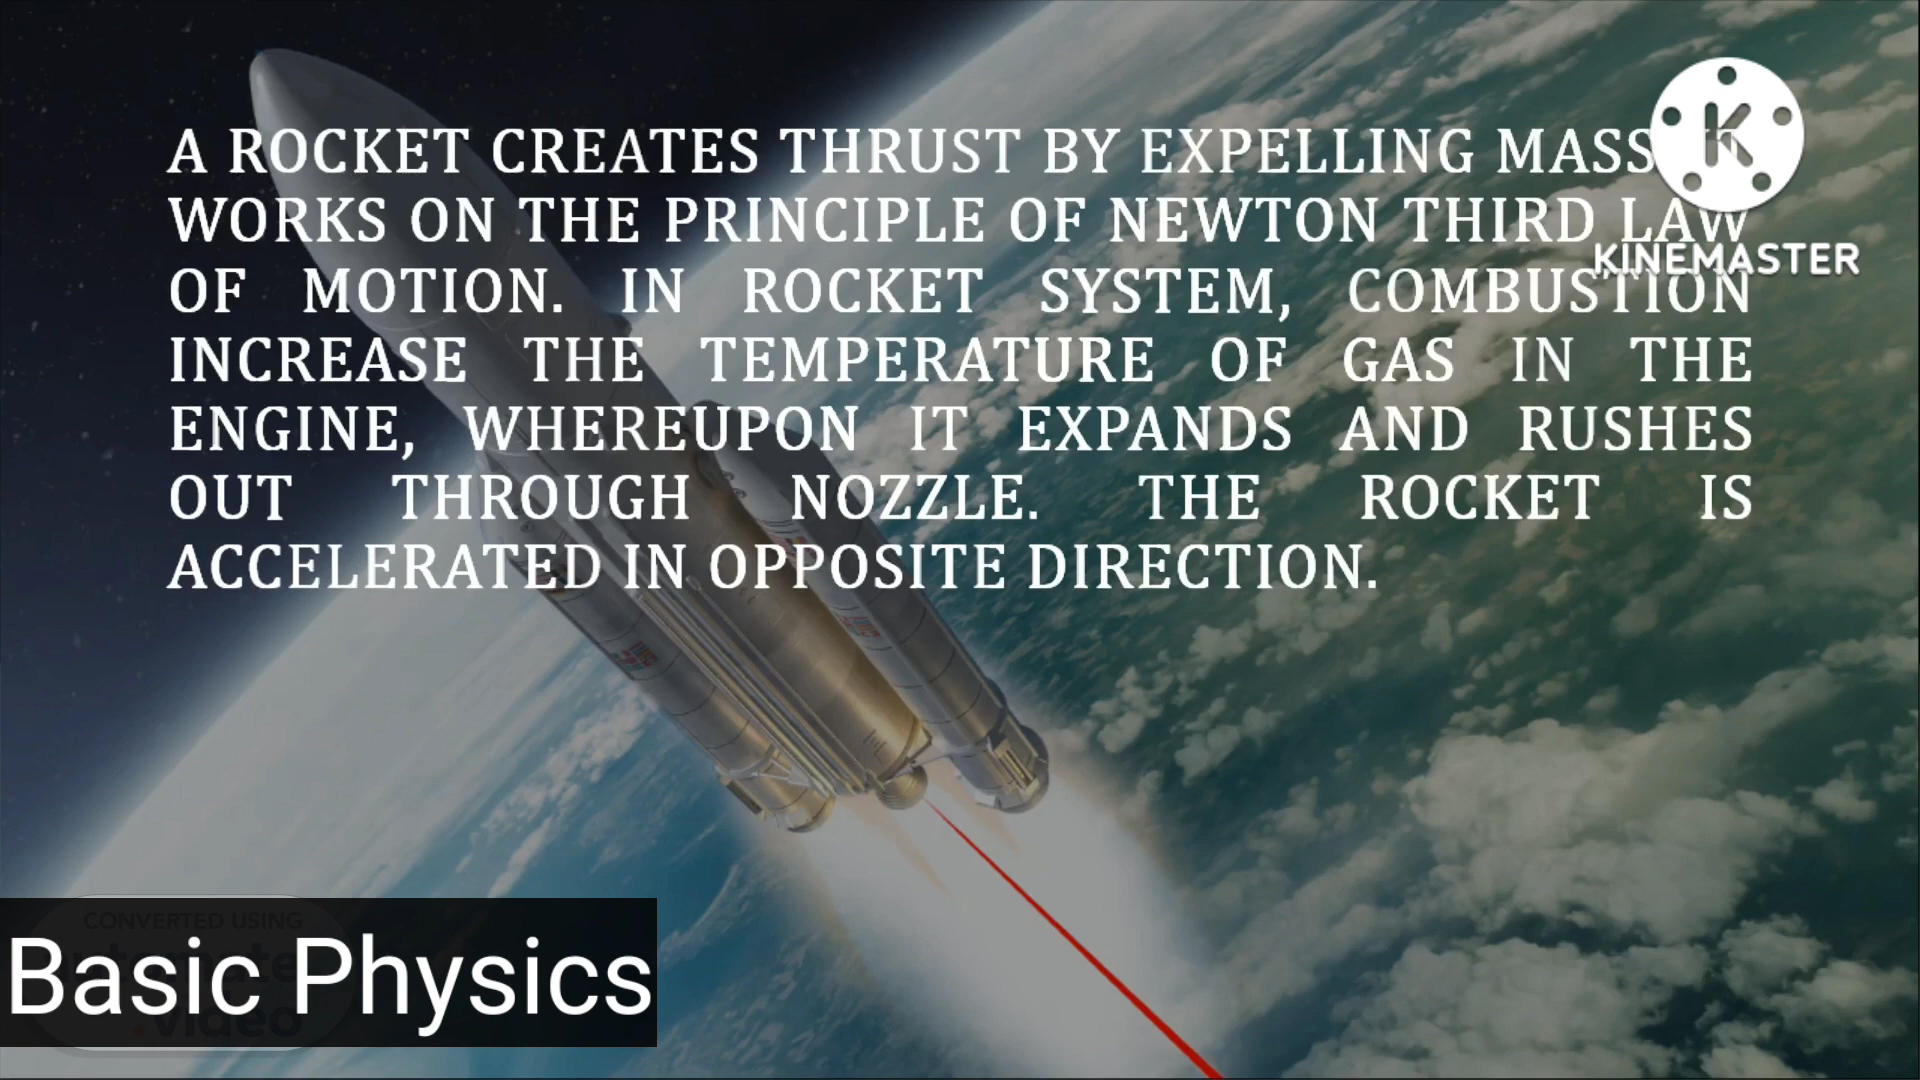 A ROCKET CREATES THRUST BY EXPELLING MASS
WORKS ON THE PRINCIPLE OF NEWTON THIRD LAW
OF MOTION. IN ROCKET SYSTEM, COMBUSTION
INCREASE THE TEMPERATURE OF GAS IN THE
ENGINE, WHEREUPON IT EXPANDS AND RUSHES
OUT THROUGH NOZZLE. THE ROCKET IS
ACCELERATED IN OPPOSITE DIRECTION.
K
KINEMASTER
CONVERTED USING
Basic Physics
video